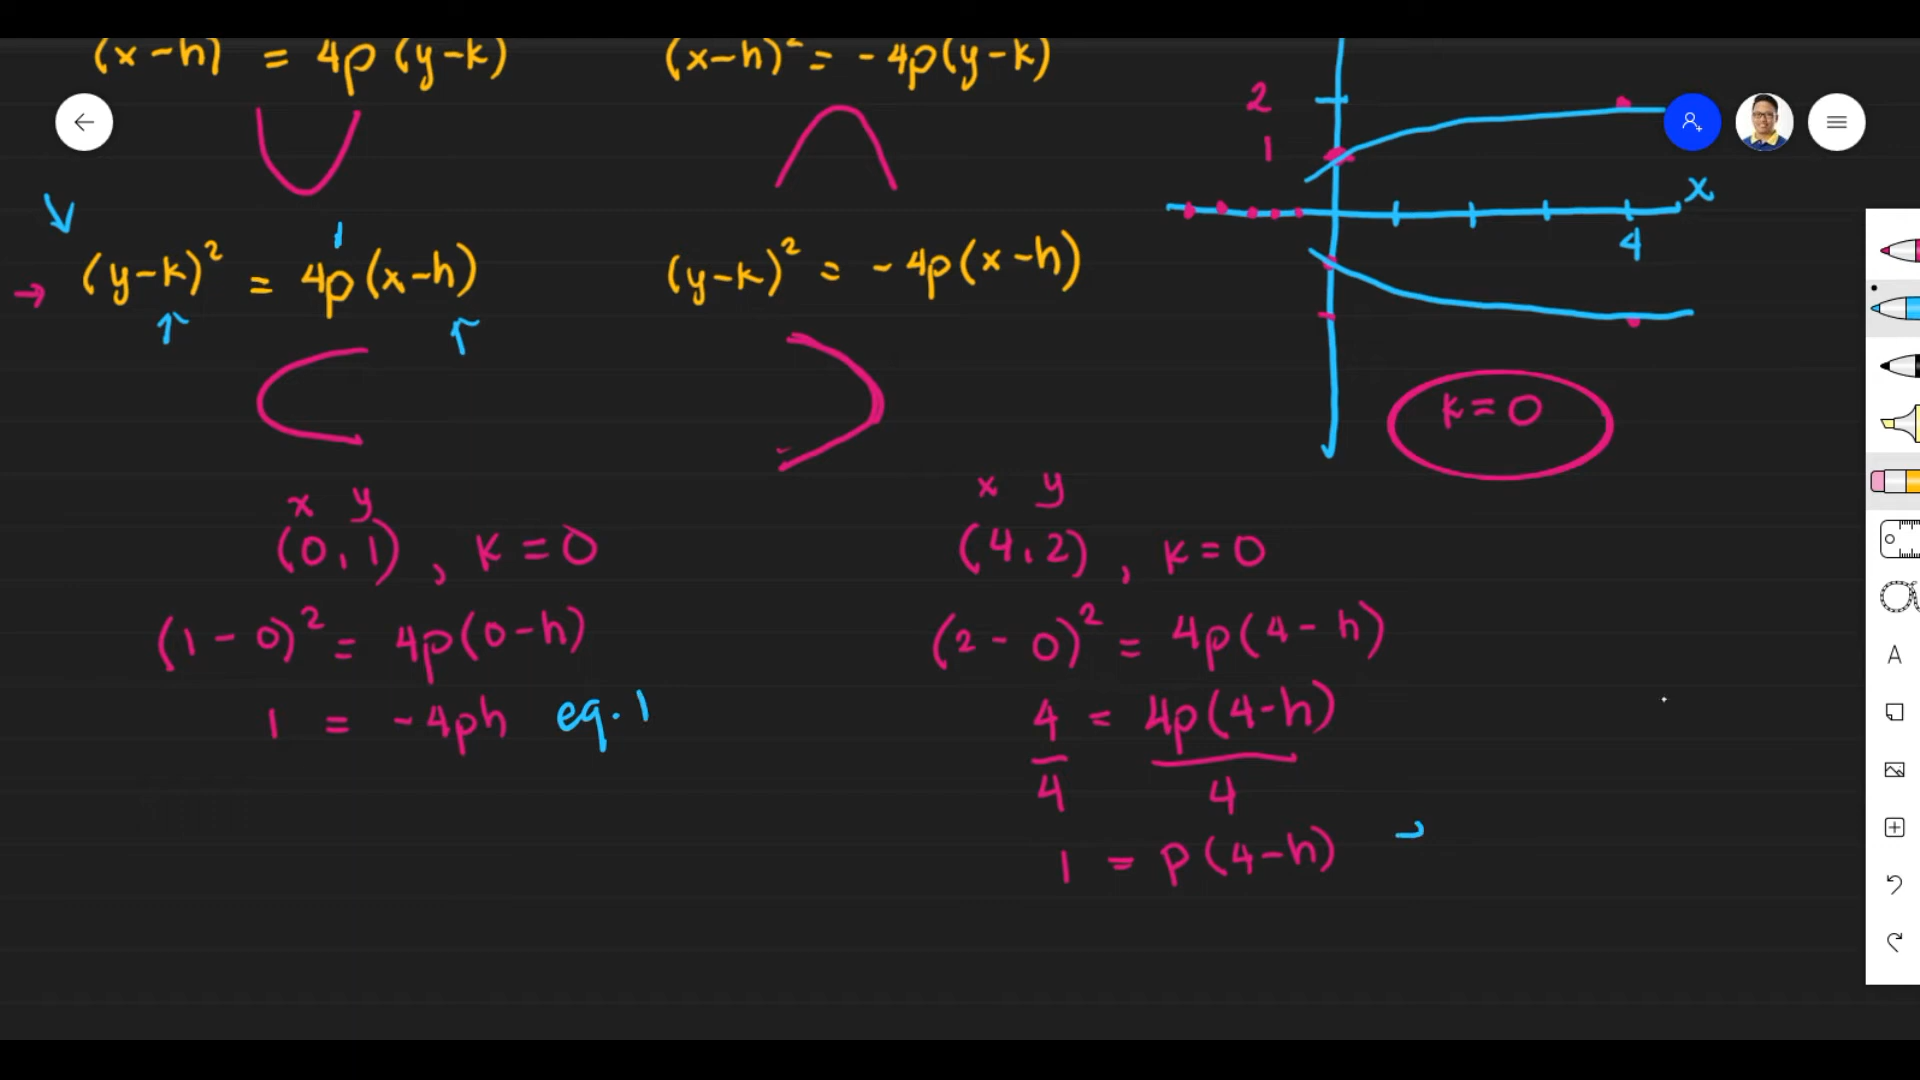 (x-h) = 4p(y-k)
(x-h)² = -4p(y-k)
2
1
x
4
(y-k)² = 4p(x-h)
(y-k)² = -4p(x-h)
k = 0
x y
(0,1), k = 0
(1-0)² = 4p(0-h)
1 = -4ph eq. 1
x y
(4,2), k = 0
(2-0)² = 4p(4-h)
4 = 4p(4-h)
4 4
1 = p(4-h)
A